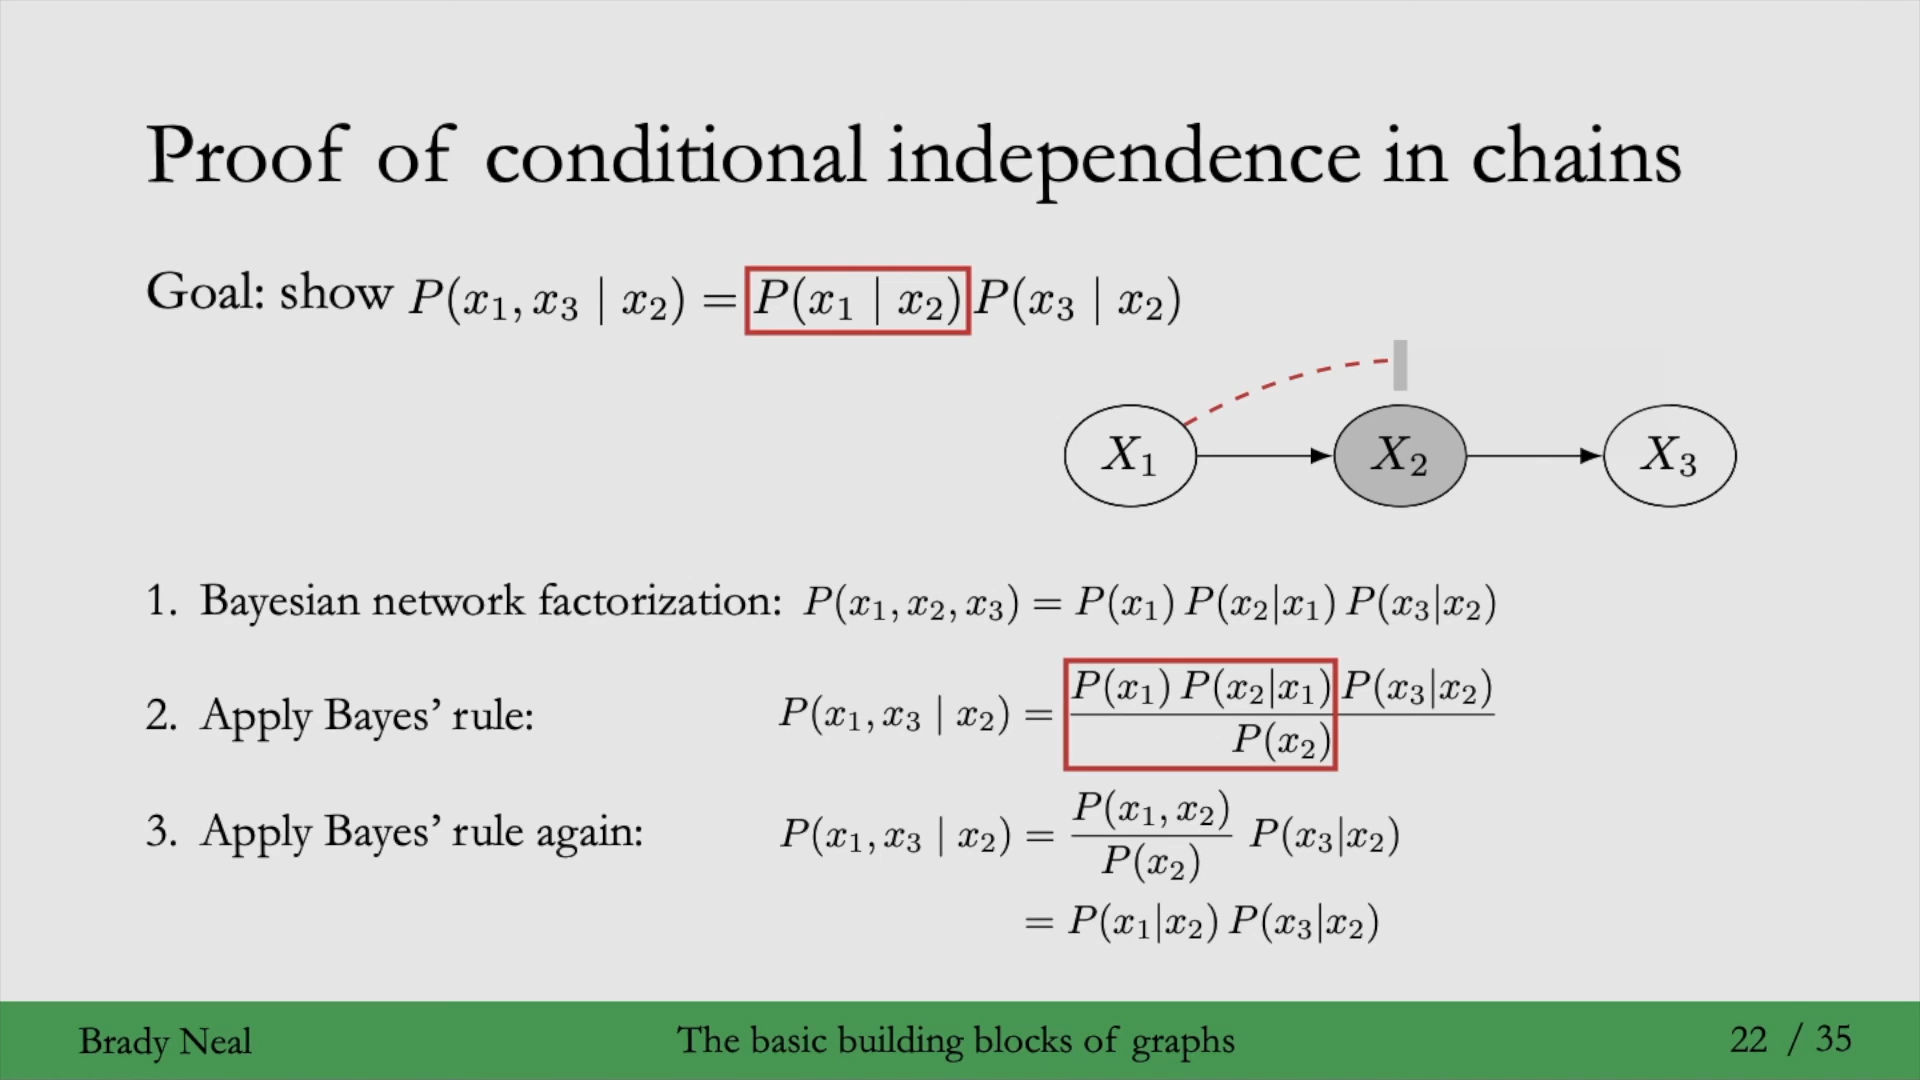 Proof of conditional independence in chains
Goal: show P(x₁, x₃ | x₂) = P(x₁ | x₂) P(x₃ | x₂)
X₁ X₂ X₃
1. Bayesian network factorization: P(x₁, x₂, x₃) = P(x₁) P(x₂|x₁) P(x₃|x₂)
2. Apply Bayes’ rule: P(x₁, x₃ | x₂) = P(x₁) P(x₂|x₁) P(x₃|x₂) / P(x₂)
3. Apply Bayes’ rule again: P(x₁, x₃ | x₂) = P(x₁, x₂) / P(x₂) P(x₃|x₂)
= P(x₁|x₂) P(x₃|x₂)
Brady Neal The basic building blocks of graphs 22 / 35